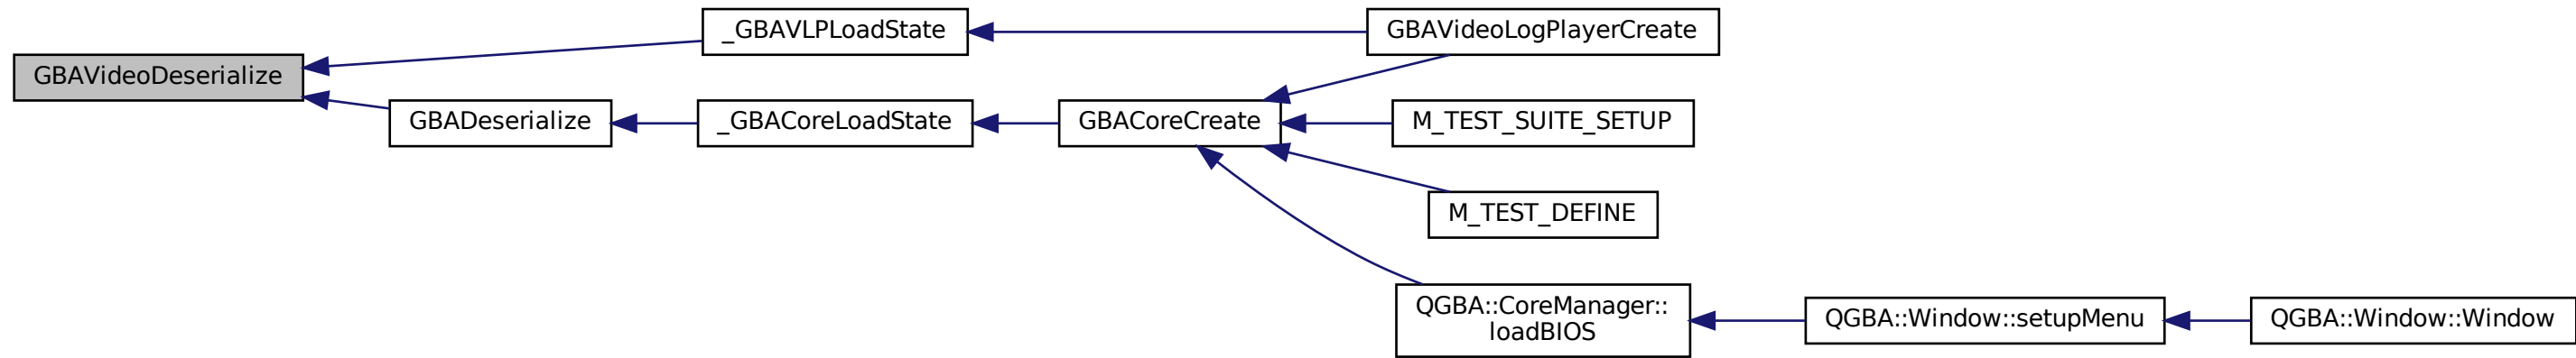 GBAVideoDeserialize
_GBAVLPLoadState
GBAVideoLogPlayerCreate
GBADeserialize
_GBACoreLoadState
GBACoreCreate
M_TEST_SUITE_SETUP
M_TEST_DEFINE
QGBA::CoreManager::
loadBIOS
QGBA::Window::setupMenu
QGBA::Window::Window